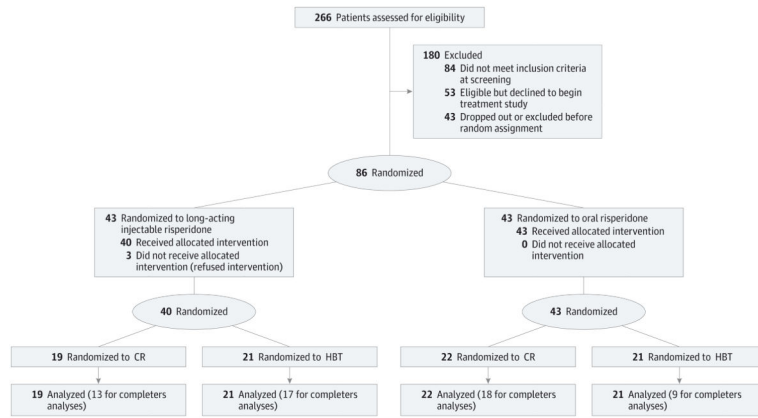 266 Patients assessed for eligibility
180 Excluded
84 Did not meet inclusion criteria
at screening
53 Eligible but declined to begin
treatment study
43 Dropped out or excluded before
random assignment
86 Randomized
43 Randomized to long-acting
injectable risperidone
40 Received allocated intervention
3 Did not receive allocated
intervention (refused intervention)
43 Randomized to oral risperidone
43 Received allocated intervention
0 Did not receive allocated
intervention
40 Randomized
43 Randomized
19 Randomized to CR
21 Randomized to HBT
22 Randomized to CR
21 Randomized to HBT
19 Analyzed (13 for completers
analyses)
21 Analyzed (17 for completers
analyses)
22 Analyzed (18 for completers
analyses)
21 Analyzed (9 for completers
analyses)